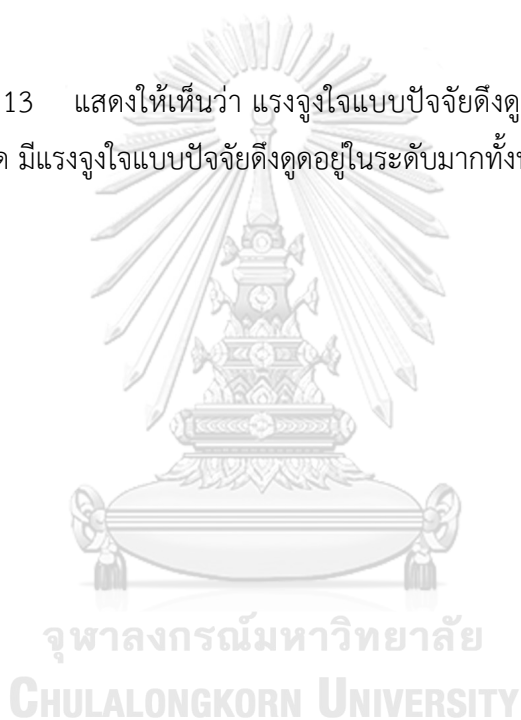 13 แสดงให้เห็นว่า แรงจูงใจแบบปัจจัยดึงดู
ด มีแรงจูงใจแบบปัจจัยดึงดูดอยู่ในระดับมากทั้ง
จุฬาลงกรณ์มหาวิทยาลัย
CHULALONGKORN UNIVERSITY